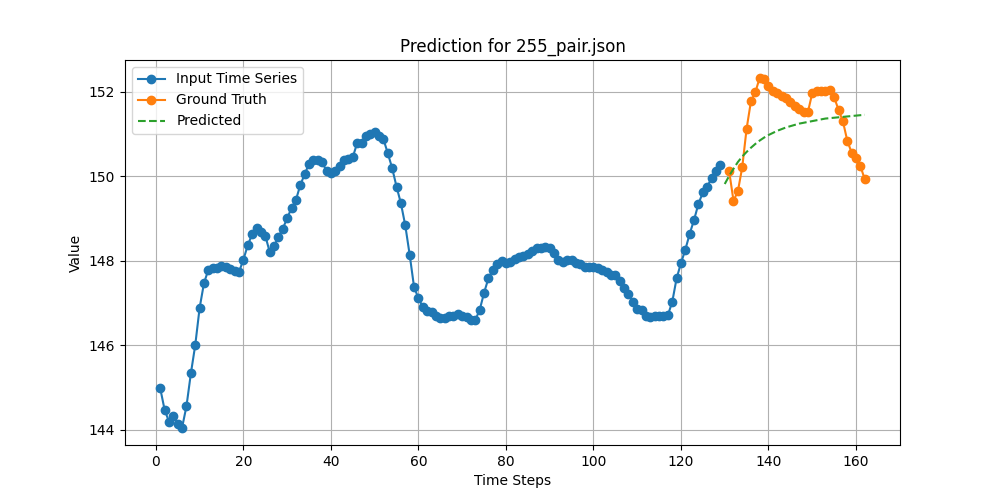 Prediction for 255_pair.json
Input Time Series
Ground Truth
Predicted
152
150
148
146
144
Value
0 20 40 60 80 100 120 140 160
Time Steps